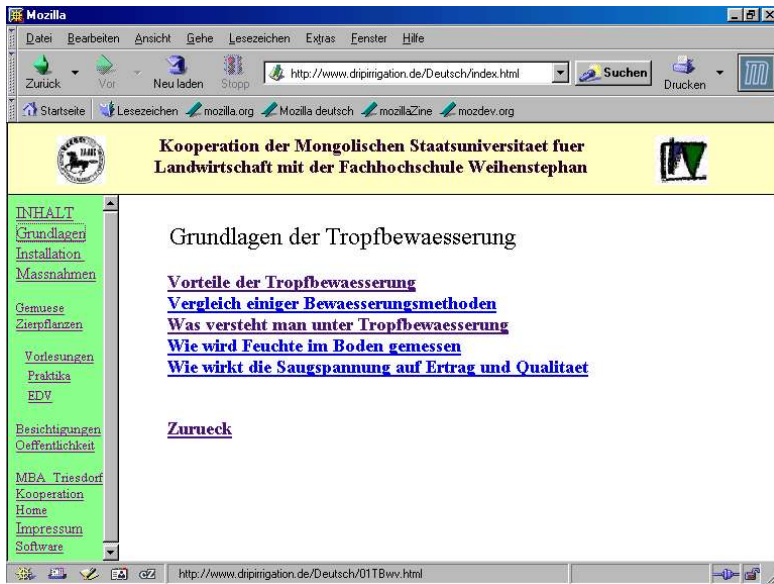 Mozilla
Datei Bearbeiten Ansicht Gehe Lesezeichen Extras Fenster Hilfe
Zurück Vor Neu laden Stopp http://www.dripirrigation.de/Deutsch/index.html Suchen Drucken
Startseite Lesezeichen mozilla.org Mozilla deutsch mozillaZine mozdev.org
Kooperation der Mongolischen Staatsuniversitaet fuer
Landwirtschaft mit der Fachhochschule Weihenstephan
INHALT
Grundlagen
Installation
Massnahmen
Gemuese
Zierpflanzen
Vorlesungen
Praktika
EDV
Besichtigungen
Oeffentlichkeit
MBA Triesdorf
Kooperation
Home
Impressum
Software
Grundlagen der Tropfbewaesserung
Vorteile der Tropfbewaesserung
Vergleich einiger Bewaesserungsmethoden
Was versteht man unter Tropfbewaesserung
Wie wird Feuchte im Boden gemessen
Wie wirkt die Saugspannung auf Ertrag und Qualitaet
Zurueck
http://www.dripirrigation.de/Deutsch/01TBwv.html